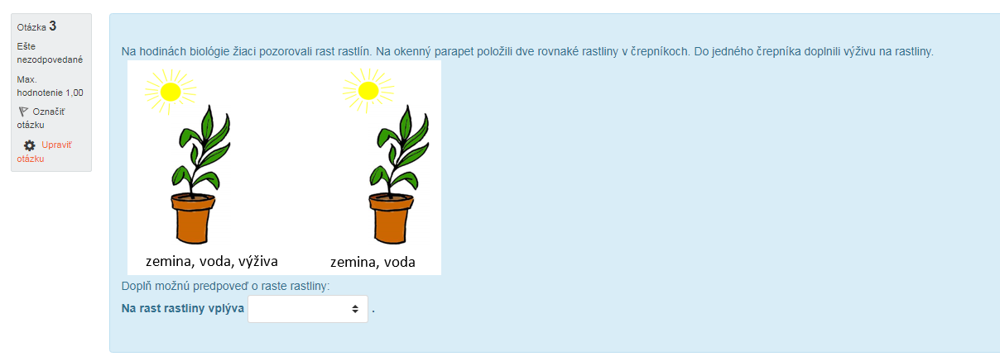 Otázka 3
Ešte
nezodpovedané
Max.
hodnotenie 1,00
Označiť
otázku
Upraviť
otázku
Na hodinách biológie žiaci pozorovali rast rastlín. Na okenný parapet položili dve rovnaké rastliny v črepníkoch. Do jedného črepníka doplnili výživu na rastliny.
zemina, voda, výživa
zemina, voda
Doplň možnú predpoveď o raste rastliny:
Na rast rastliny vplýva .